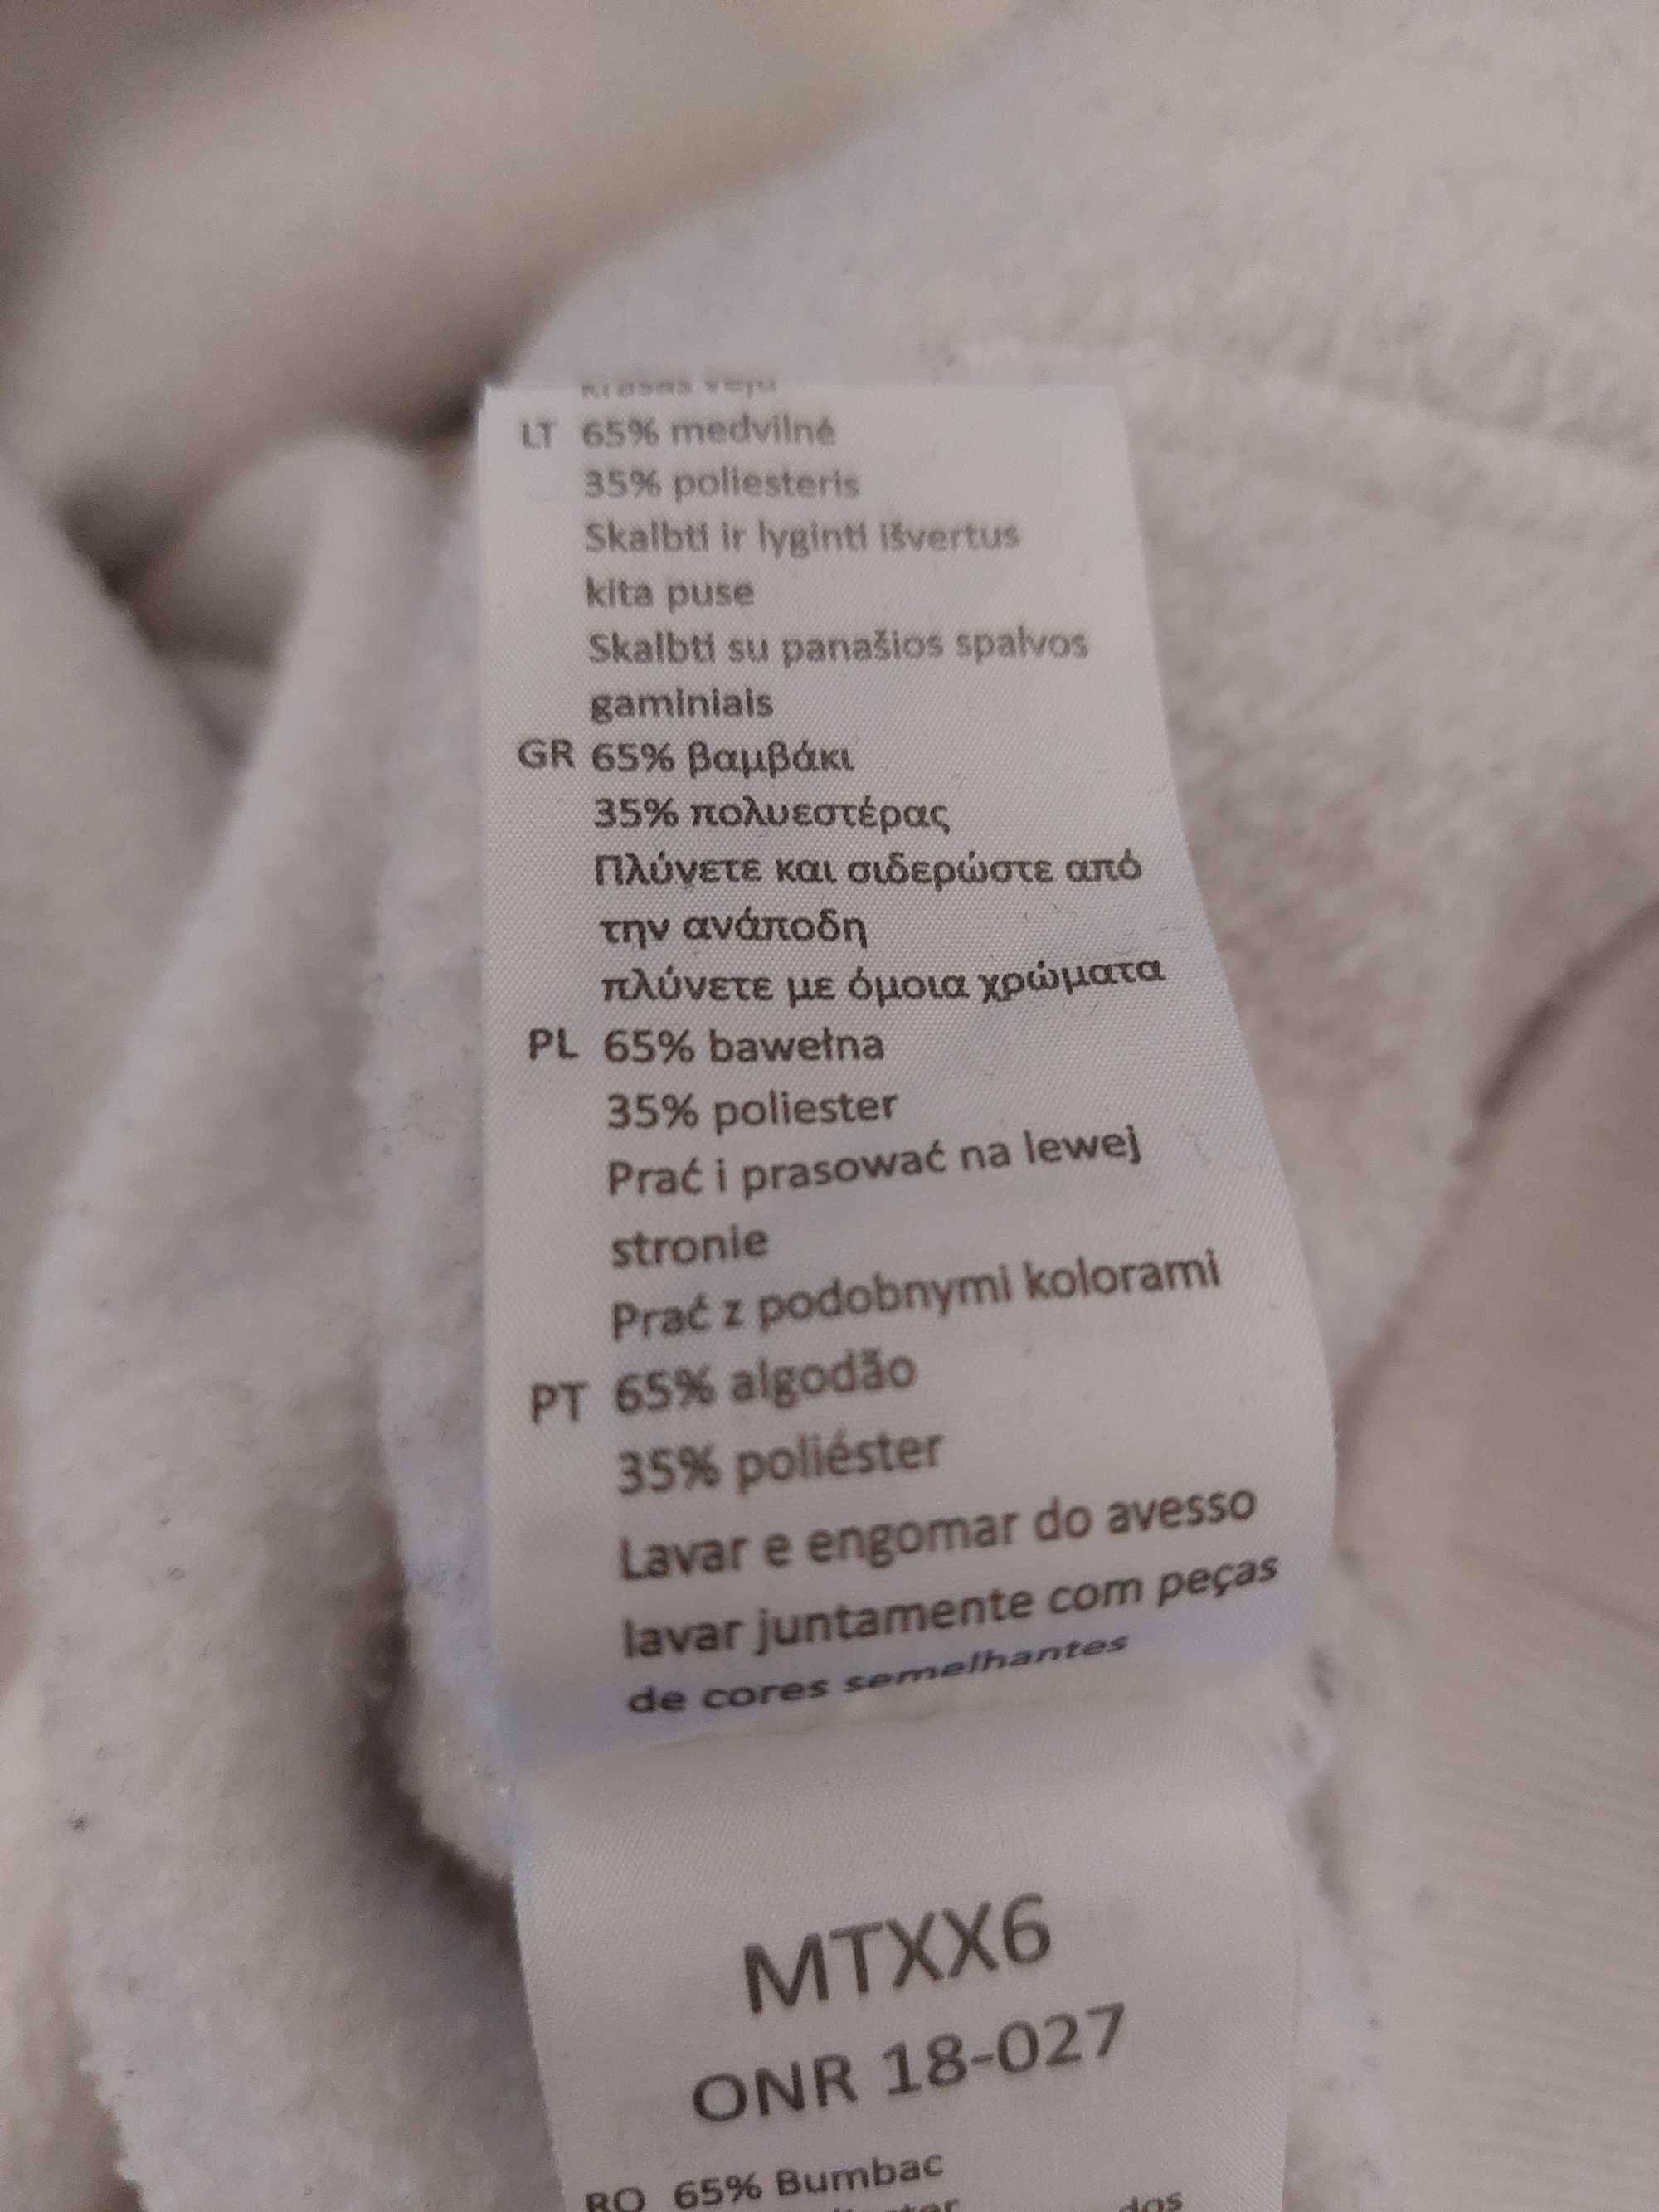 krāsas veļu
LT 65% medvilnė
35% poliesteris
Skalbti ir lyginti išvertus
kita puse
Skalbti su panašios spalvos
gaminiais
GR 65% βαμβάκι
35% πολυεστέρας
Πλύνετε και σιδερώστε από
την ανάποδη
πλύνετε με όμοια χρώματα
PL 65% bawełna
35% poliester
Prać i prasować na lewej
stronie
Prać z podobnymi kolorami
PT 65% algodão
35% poliéster
Lavar e engomar do avesso
lavar juntamente com peças
de cores semelhantes
MTXX6
ONR 18-027
RO 65% Bumbac